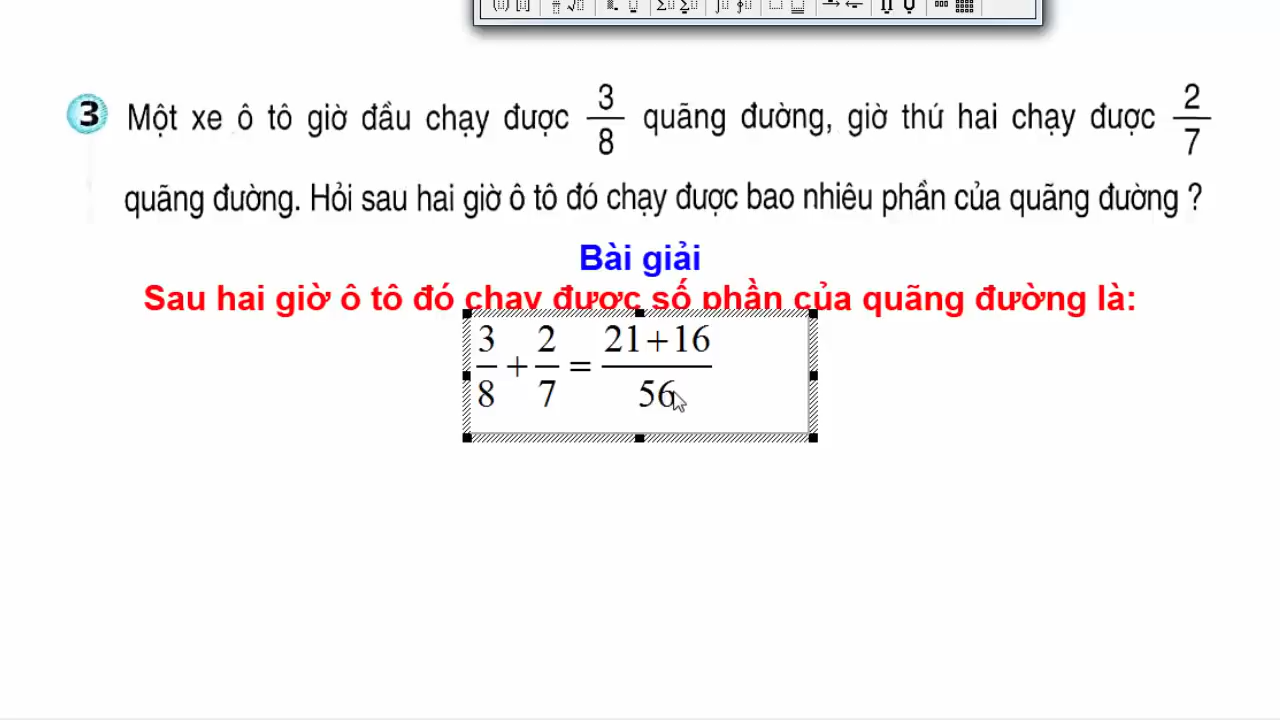 3 Một xe ô tô giờ đầu chạy được 3/8 quãng đường, giờ thứ hai chạy được 2/7
quãng đường. Hỏi sau hai giờ ô tô đó chạy được bao nhiêu phần của quãng đường ?
Bài giải
Sau hai giờ ô tô đó chạy được số phần của quãng đường là:
3/8 + 2/7 = (21+16)/56